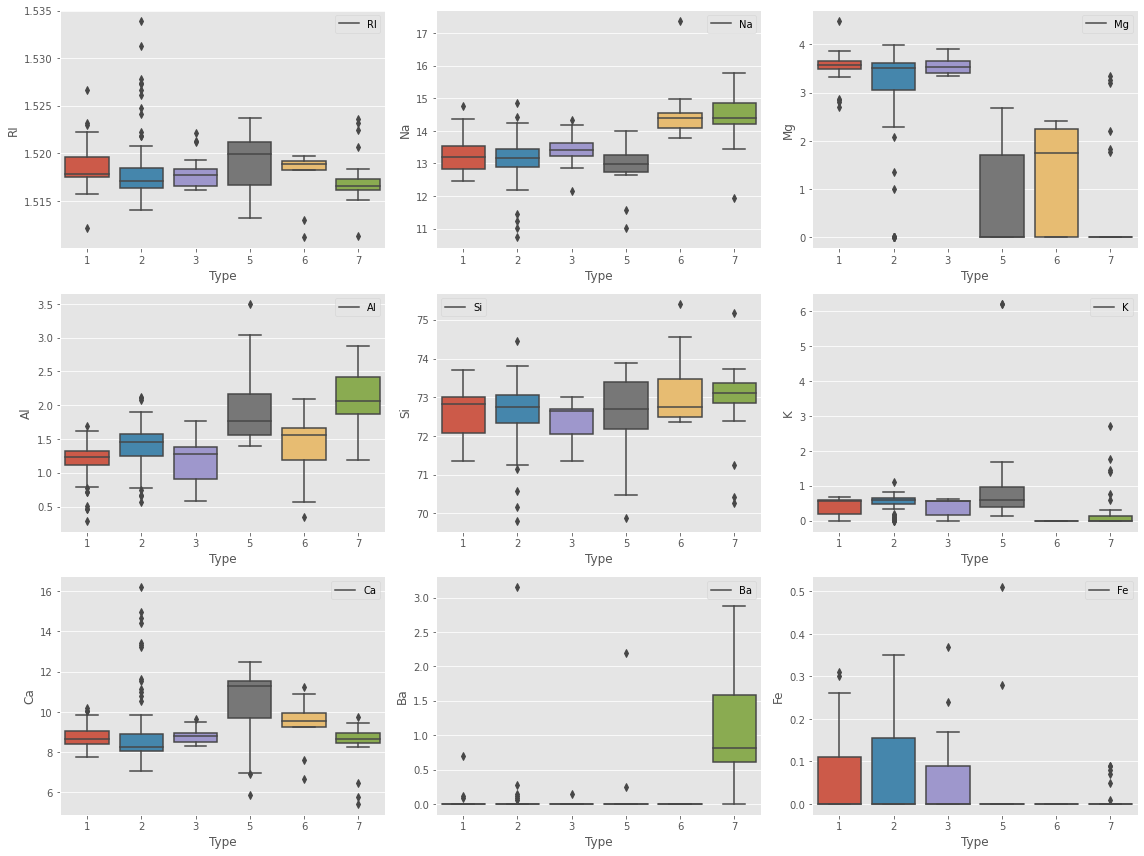 1.535
1.530
1.525
1.520
1.515
RI
RI
1 2 3 5 6 7
Type
17
16
15
14
13
12
11
Na
Na
1 2 3 5 6 7
Type
4
3
2
1
0
Mg
Mg
1 2 3 5 6 7
Type
3.5
3.0
2.5
2.0
1.5
1.0
0.5
Al
Al
1 2 3 5 6 7
Type
75
74
73
72
71
70
Si
Si
1 2 3 5 6 7
Type
6
5
4
3
2
1
0
K
K
1 2 3 5 6 7
Type
16
14
12
10
8
6
Ca
Ca
1 2 3 5 6 7
Type
3.0
2.5
2.0
1.5
1.0
0.5
0.0
Ba
Ba
1 2 3 5 6 7
Type
0.5
0.4
0.3
0.2
0.1
0.0
Fe
Fe
1 2 3 5 6 7
Type